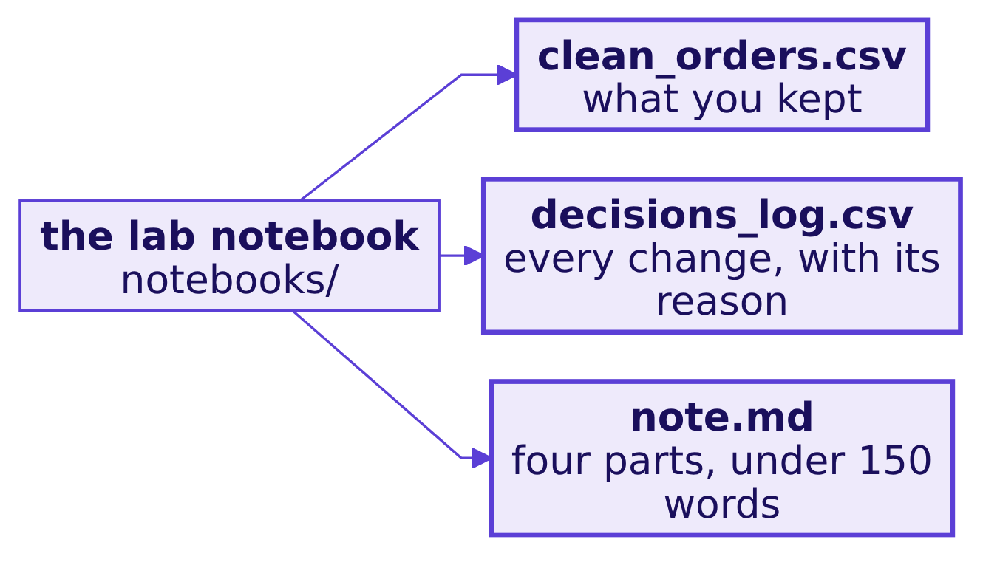 the lab notebook
notebooks/
clean_orders.csv
what you kept
decisions_log.csv
every change, with its
reason
note.md
four parts, under 150
words